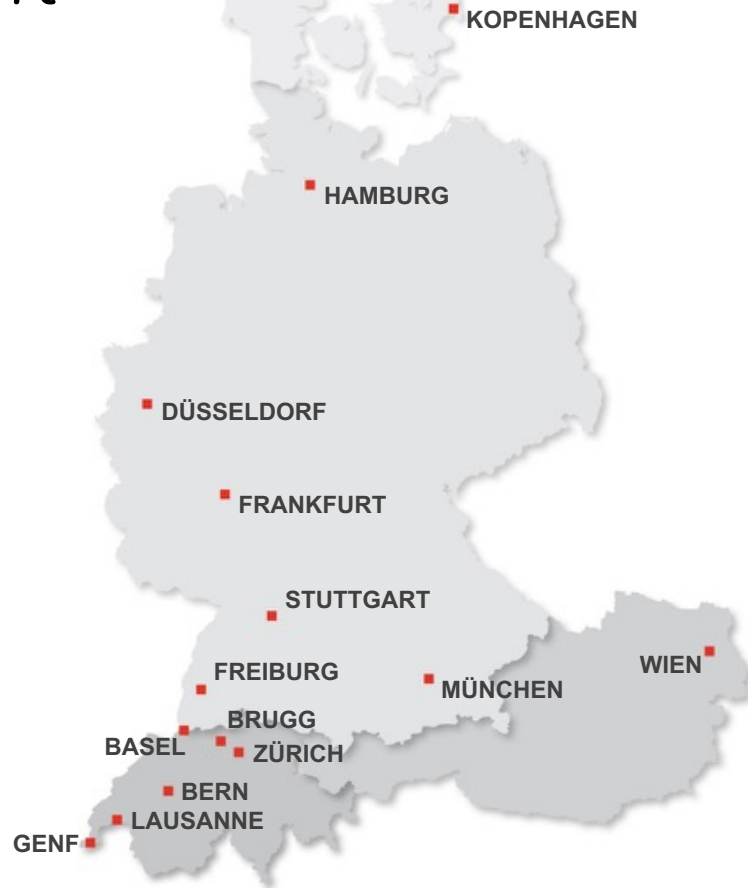 KOPENHAGEN
HAMBURG
DÜSSELDORF
FRANKFURT
STUTTGART
WIEN
FREIBURG
MÜNCHEN
BRUGG
BASEL
ZÜRICH
BERN
LAUSANNE
GENF